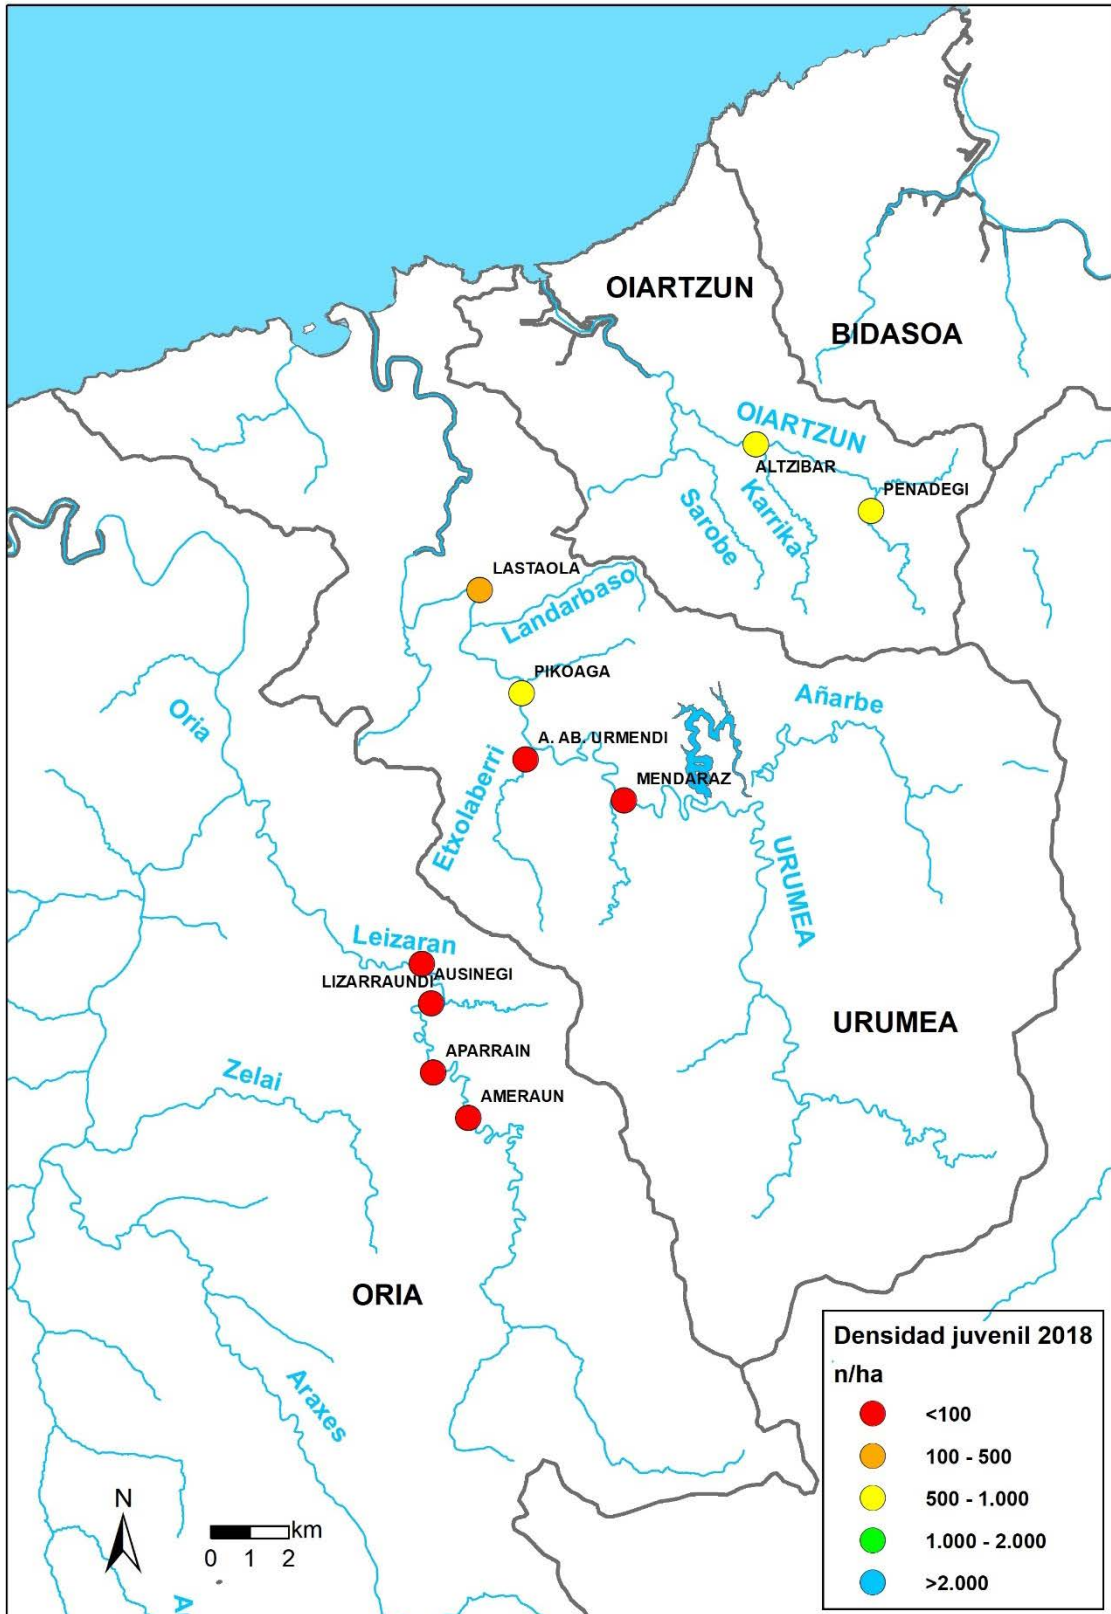 OIARTZUN
BIDASOA
OIARTZUN
ALTZIBAR
PENADEGI
Sarobe
Karrika
LASTAOLA
Landarbaso
PIKOAGA
Añarbe
Oria
A. AB. URMENDI
MENDARAZ
Etxolaberri
URUMEA
Leizaran
AUSINEGI
LIZARRAUNDI
URUMEA
APARRAIN
Zelai
AMERAUN
ORIA
Araxes
Densidad juvenil 2018
n/ha
<100
100 - 500
500 - 1.000
1.000 - 2.000
>2.000
N
km
0 1 2